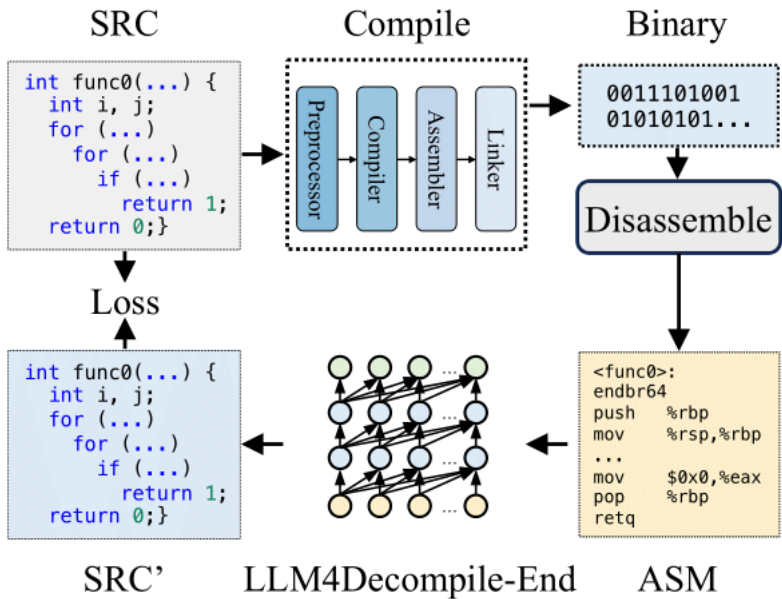 SRC
Compile
Binary
int func0(...) {
int i, j;
for (...)
for (...)
if (...)
return 1;
return 0;}
Preprocessor
Compiler
Assembler
Linker
0011101001
01010101...
Disassemble
Loss
int func0(...) {
int i, j;
for (...)
for (...)
if (...)
return 1;
return 0;}
...
...
...
...
<func0>:
endbr64
push %rbp
mov %rsp,%rbp
...
mov $0x0,%eax
pop %rbp
retq
SRC’
LLM4Decompile-End
ASM